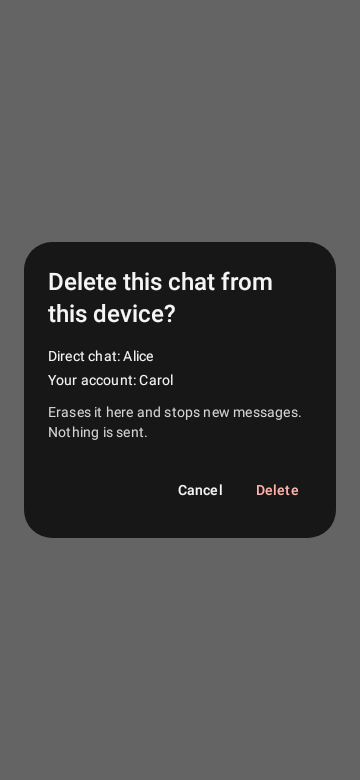 Delete this chat from
this device?
Direct chat: Alice
Your account: Carol
Erases it here and stops new messages.
Nothing is sent.
Cancel Delete